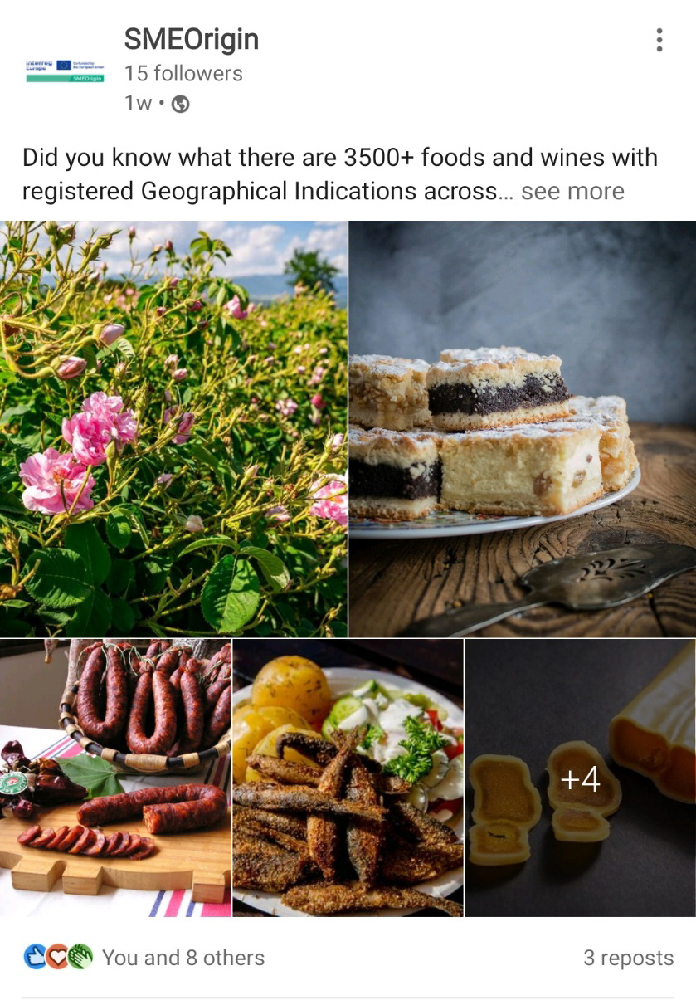 SMEOrigin
Interreg
Europe
Co-funded by
the European Union
SMEOrigin
15 followers
1w •
Did you know what there are 3500+ foods and wines with
registered Geographical Indications across... see more
+4
You and 8 others
3 reposts